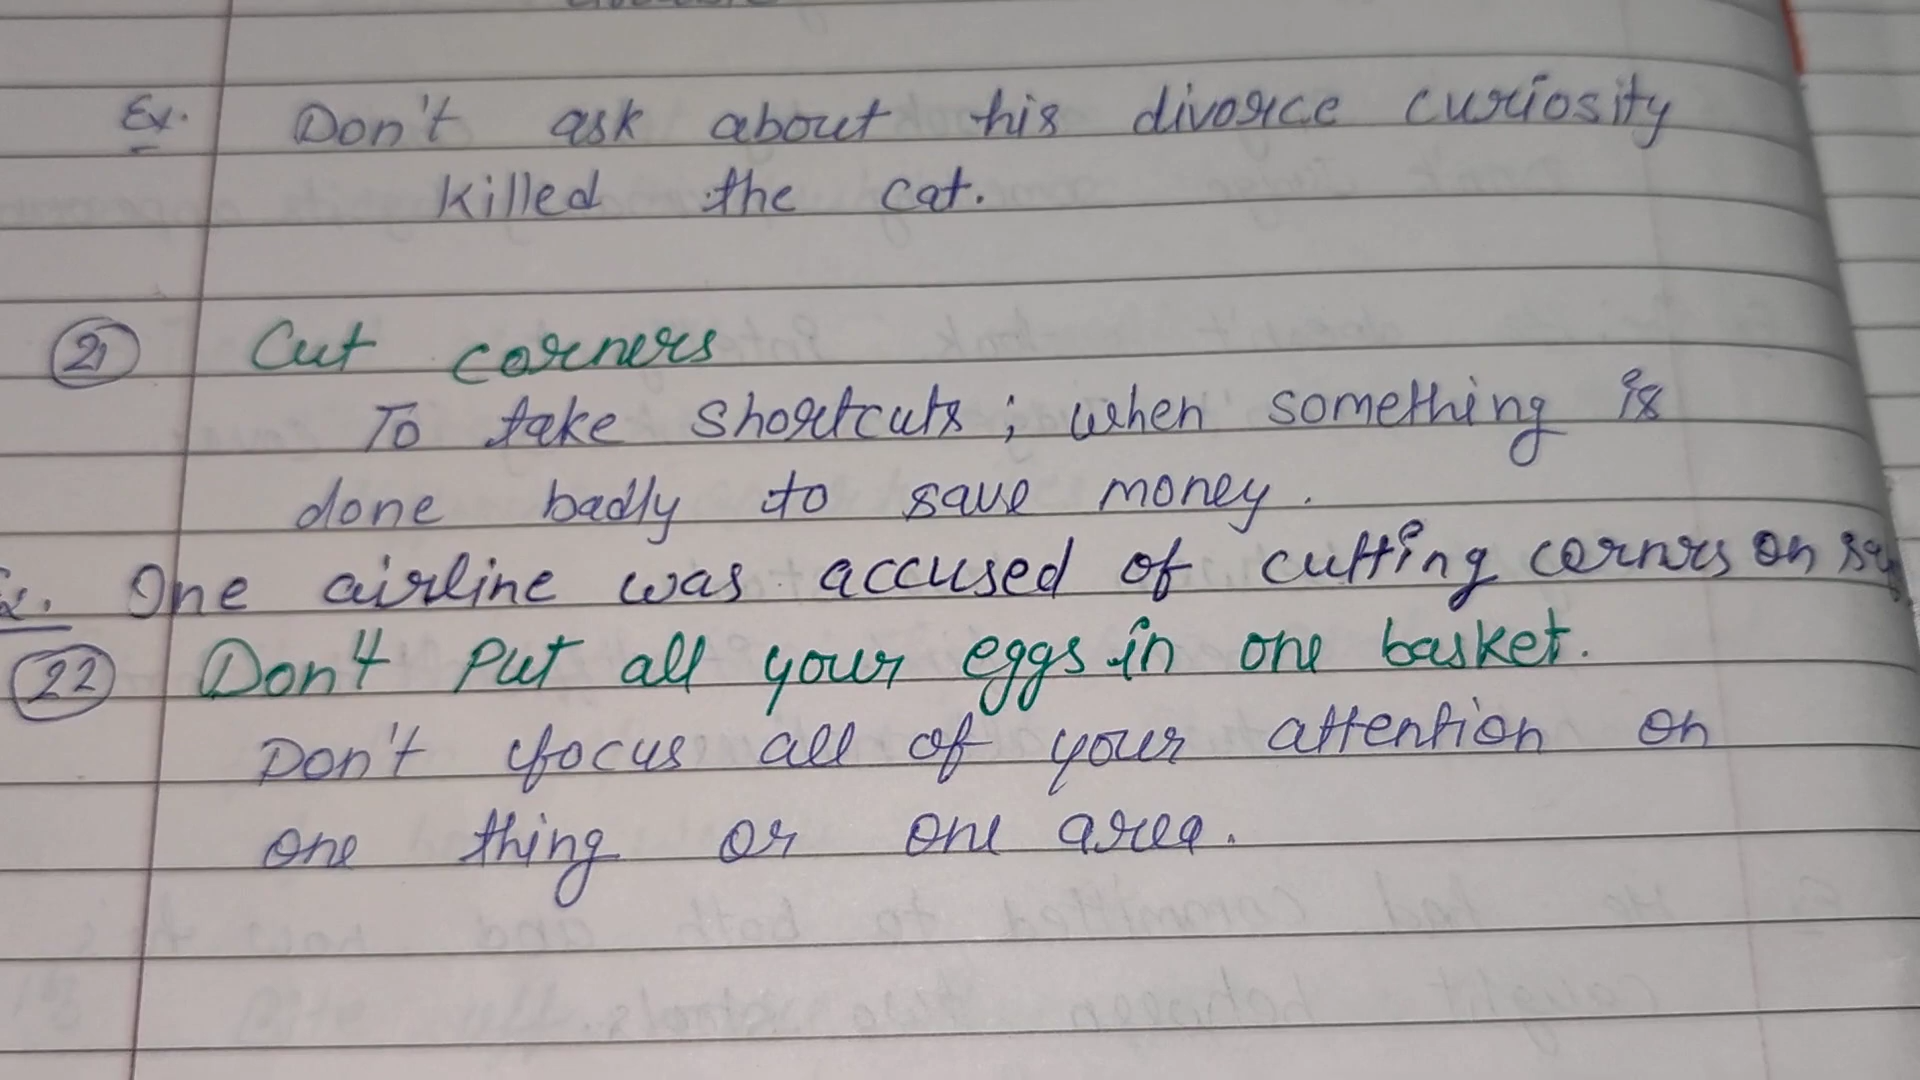 Ex. Don't ask about his divorce curiosity
killed the cat.
21 Cut corners
To take shortcuts; when something is
done badly to save money.
One airline was accused of cutting corners on
22 Don't Put all your eggs in one basket.
Don't focus all of your attention on
one thing or one area.